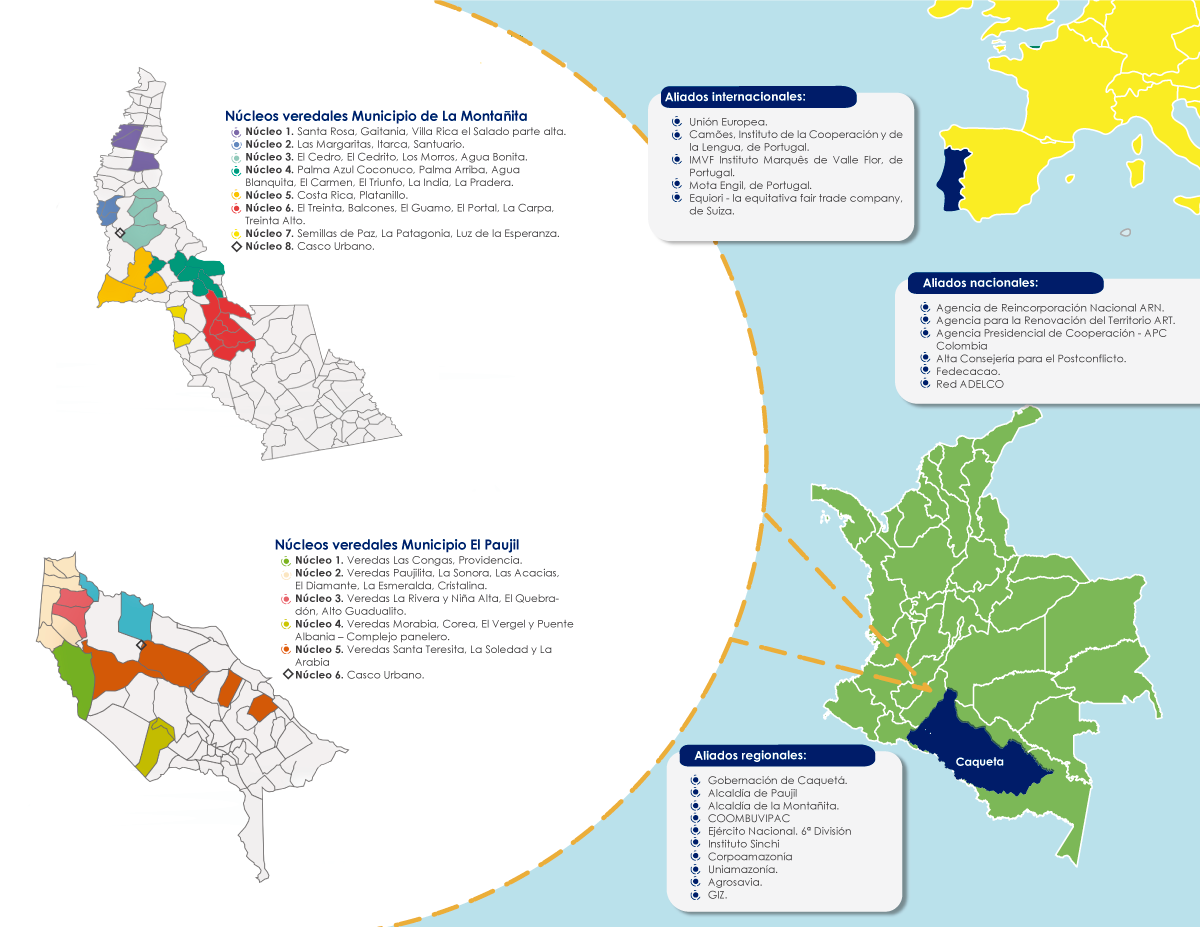 Núcleos veredales Municipio de La Montañita
Núcleo 1. Santa Rosa, Gaitania, Villa Rica el Salado parte alta.
Núcleo 2. Las Margaritas, Itarca, Santuario.
Núcleo 3. El Cedro, El Cedrito, Los Morros, Agua Bonita.
Núcleo 4. Palma Azul Coconuco, Palma Arriba, Agua
Blanquita, El Carmen, El Triunfo, La India, La Pradera.
Núcleo 5. Costa Rica, Platanillo.
Núcleo 6. El Treinta, Balcones, El Guamo, El Portal, La Carpa,
Treinta Alto.
Núcleo 7. Semillas de Paz, La Patagonia, Luz de la Esperanza.
Núcleo 8. Casco Urbano.
Núcleos veredales Municipio El Paujil
Núcleo 1. Veredas Las Congas, Providencia.
Núcleo 2. Veredas Paujilita, La Sonora, Las Acacias,
El Diamante, La Esmeralda, Cristalina.
Núcleo 3. Veredas La Rivera y Niña Alta, El Quebra-
dón, Alto Guadualito.
Núcleo 4. Veredas Morabia, Corea, El Vergel y Puente
Albania – Complejo panelero.
Núcleo 5. Veredas Santa Teresita, La Soledad y La
Arabia
Núcleo 6. Casco Urbano.
Aliados internacionales:
Unión Europea.
Camões, Instituto de la Cooperación y de
la Lengua, de Portugal.
IMVF Instituto Marquês de Valle Flor, de
Portugal.
Mota Engil, de Portugal.
Equiori - la equitativa fair trade company,
de Suiza.
Aliados nacionales:
Agencia de Reincorporación Nacional ARN.
Agencia para la Renovación del Territorio ART.
Agencia Presidencial de Cooperación - APC
Colombia
Alta Consejeria para el Postconflicto.
Fedecacao.
Red ADELCO
Caqueta
Aliados regionales:
Gobernación de Caquetá.
Alcaldía de Paujil
Alcaldía de la Montañita.
COOMBUVIPAC
Ejército Nacional. 6ª División
Instituto Sinchi
Corpoamazonía
Uniamazonía.
Agrosavia.
GIZ.